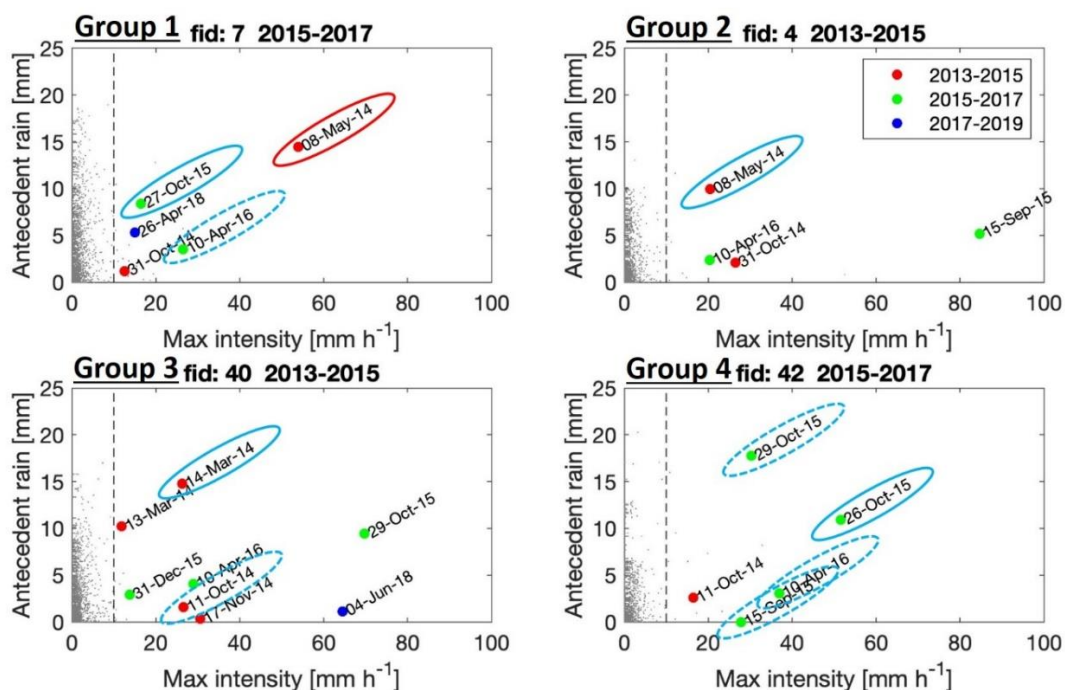 Group 1 fid: 7 2015-2017
Antecedent rain [mm]
25
20
15
10
5
0
08-May-14
27-Oct-15
26-Apr-18
10-Apr-16
31-Oct-14
0 20 40 60 80 100
Max intensity [mm h⁻¹]
Group 2 fid: 4 2013-2015
Antecedent rain [mm]
25
20
15
10
5
0
2013-2015
2015-2017
2017-2019
08-May-14
15-Sep-15
10-Apr-16
31-Oct-14
0 20 40 60 80 100
Max intensity [mm h⁻¹]
Group 3 fid: 40 2013-2015
Antecedent rain [mm]
25
20
15
10
5
0
14-Mar-14
13-Mar-14
29-Oct-15
31-Dec-15
10-Apr-16
11-Oct-14
17-Nov-14
04-Jun-18
0 20 40 60 80 100
Max intensity [mm h⁻¹]
Group 4 fid: 42 2015-2017
Antecedent rain [mm]
25
20
15
10
5
0
29-Oct-15
26-Oct-15
11-Oct-14
10-Apr-16
15-Sep-15
0 20 40 60 80 100
Max intensity [mm h⁻¹]